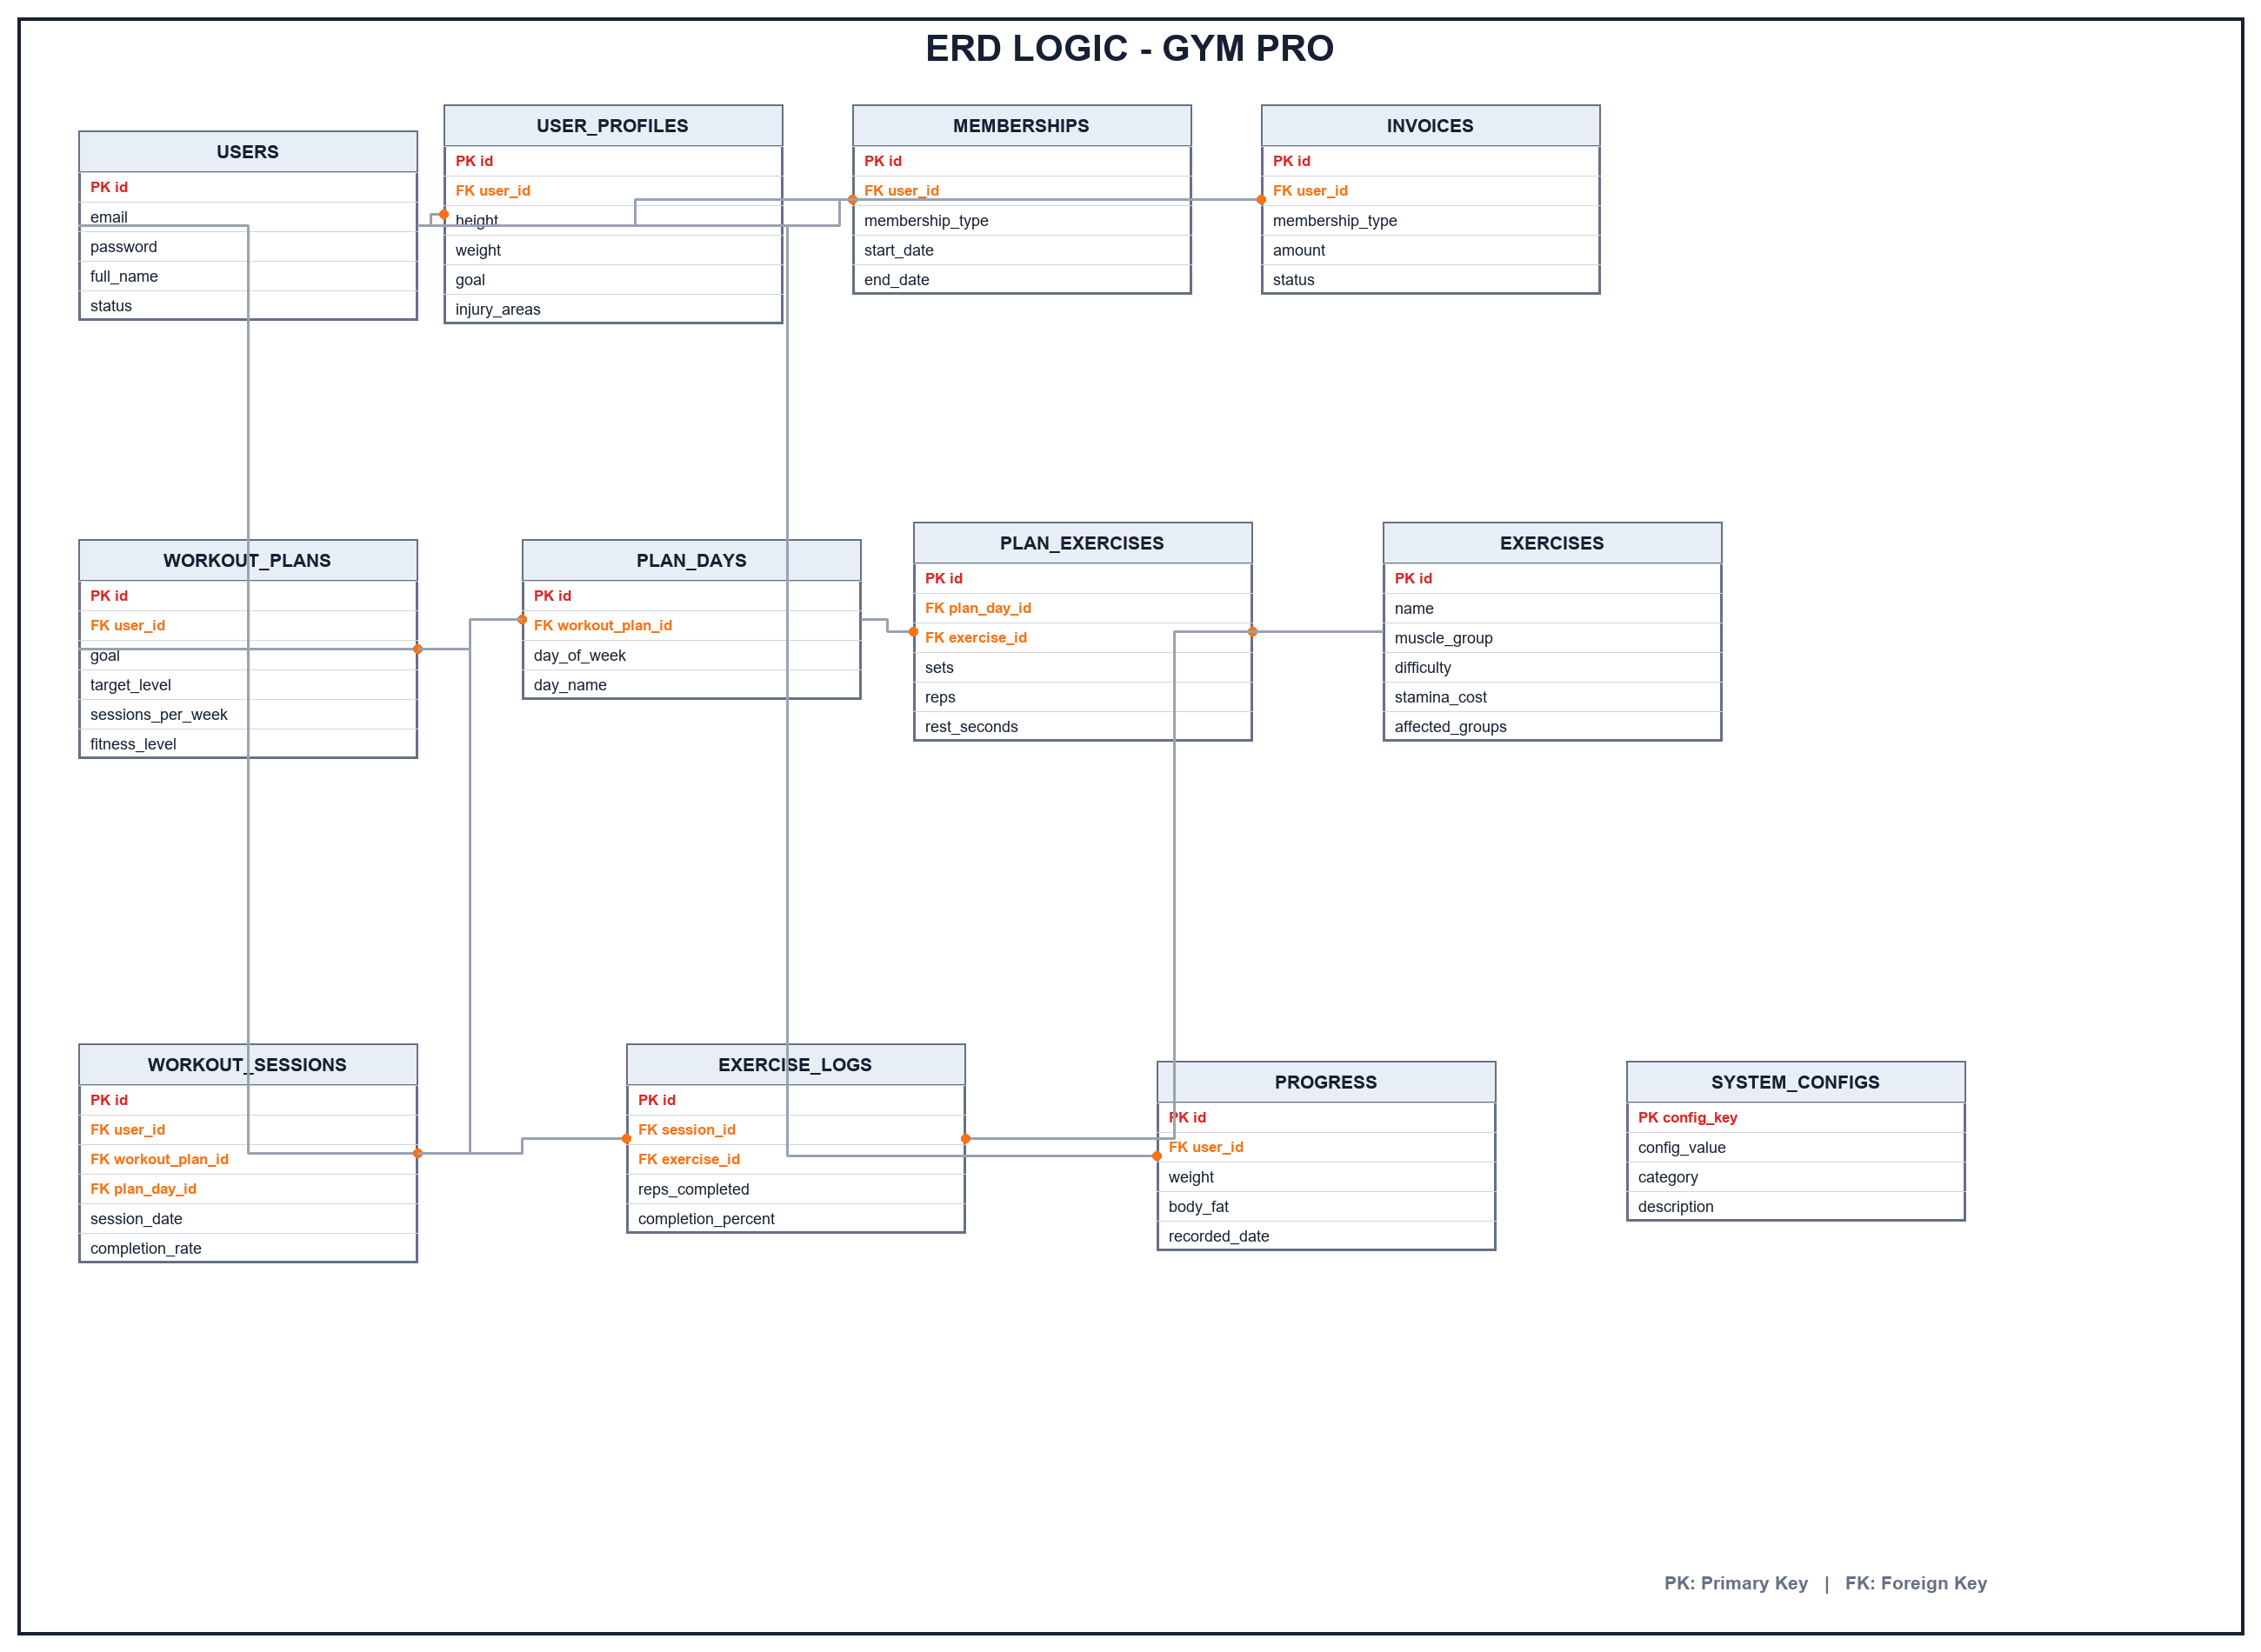 ERD LOGIC - GYM PRO
USERS
PK id
email
password
full_name
status
USER_PROFILES
PK id
FK user_id
height
weight
goal
injury_areas
MEMBERSHIPS
PK id
FK user_id
membership_type
start_date
end_date
INVOICES
PK id
FK user_id
membership_type
amount
status
WORKOUT_PLANS
PK id
FK user_id
goal
target_level
sessions_per_week
fitness_level
PLAN_DAYS
PK id
FK workout_plan_id
day_of_week
day_name
PLAN_EXERCISES
PK id
FK plan_day_id
FK exercise_id
sets
reps
rest_seconds
EXERCISES
PK id
name
muscle_group
difficulty
stamina_cost
affected_groups
WORKOUT_SESSIONS
PK id
FK user_id
FK workout_plan_id
FK plan_day_id
session_date
completion_rate
EXERCISE_LOGS
PK id
FK session_id
FK exercise_id
reps_completed
completion_percent
PROGRESS
PK id
FK user_id
weight
body_fat
recorded_date
SYSTEM_CONFIGS
PK config_key
config_value
category
description
PK: Primary Key | FK: Foreign Key